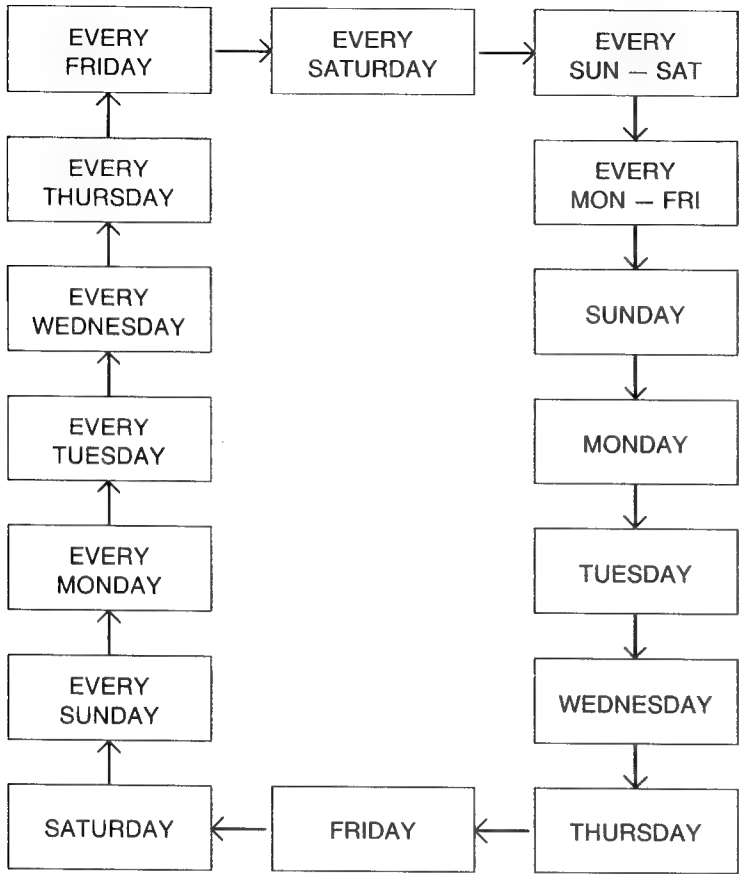 EVERY
FRIDAY
EVERY
SATURDAY
EVERY
SUN — SAT
EVERY
THURSDAY
EVERY
MON — FRI
EVERY
WEDNESDAY
SUNDAY
EVERY
TUESDAY
MONDAY
EVERY
MONDAY
TUESDAY
EVERY
SUNDAY
WEDNESDAY
SATURDAY
FRIDAY
THURSDAY